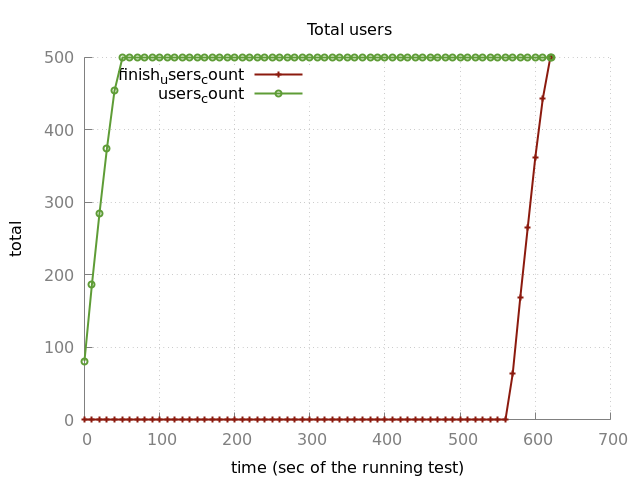 Total users
500
400
300
200
100
0
total
finish_users_count
users_count
0 100 200 300 400 500 600 700
time (sec of the running test)